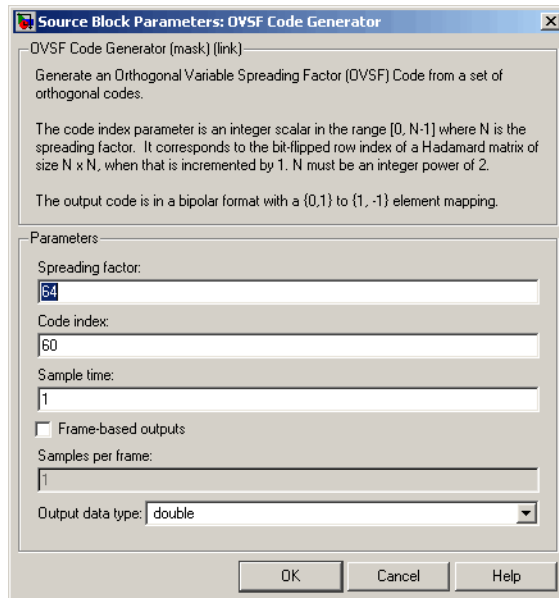 Source Block Parameters: OVSF Code Generator
OVSF Code Generator (mask) (link)
Generate an Orthogonal Variable Spreading Factor (OVSF) Code from a set of
orthogonal codes.
The code index parameter is an integer scalar in the range [0, N-1] where N is the
spreading factor. It corresponds to the bit-flipped row index of a Hadamard matrix of
size N x N, when that is incremented by 1. N must be an integer power of 2.
The output code is in a bipolar format with a {0,1} to {1, -1} element mapping.
Parameters
Spreading factor:
64
Code index:
60
Sample time:
1
Frame-based outputs
Samples per frame:
1
Output data type: double
OK Cancel Help